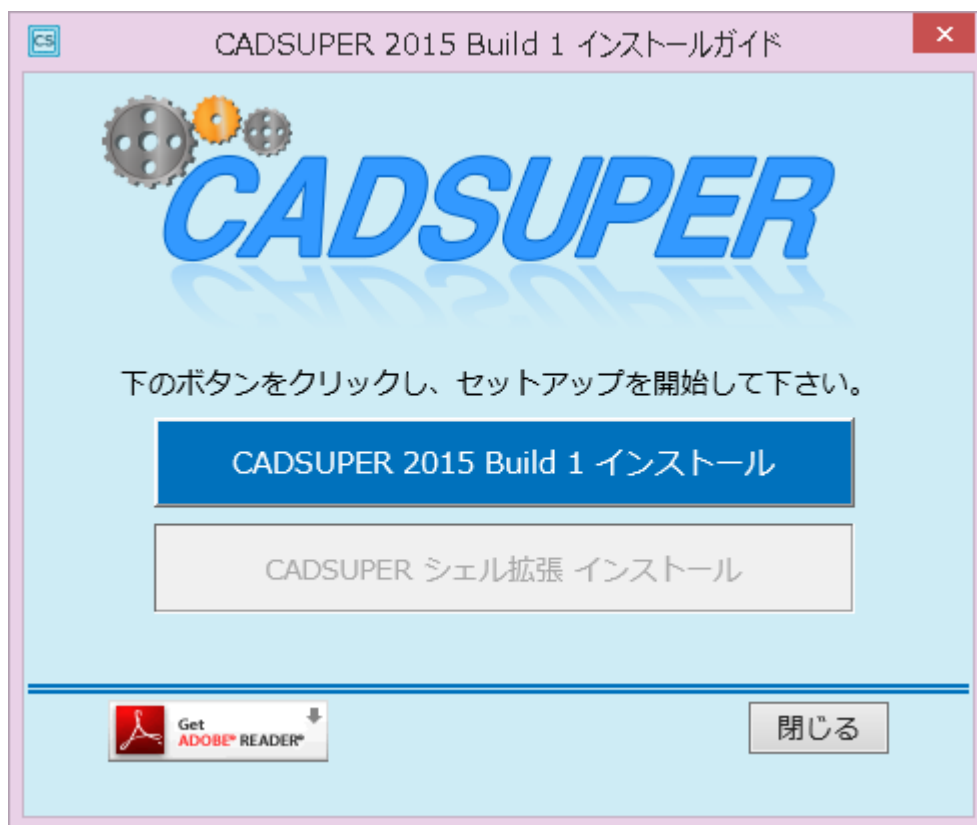 CS
CADSUPER 2015 Build 1 インストールガイド
CADSUPER
下のボタンをクリックし、セットアップを開始して下さい。
CADSUPER 2015 Build 1 インストール
CADSUPER シェル拡張 インストール
Get
ADOBE® READER®
閉じる